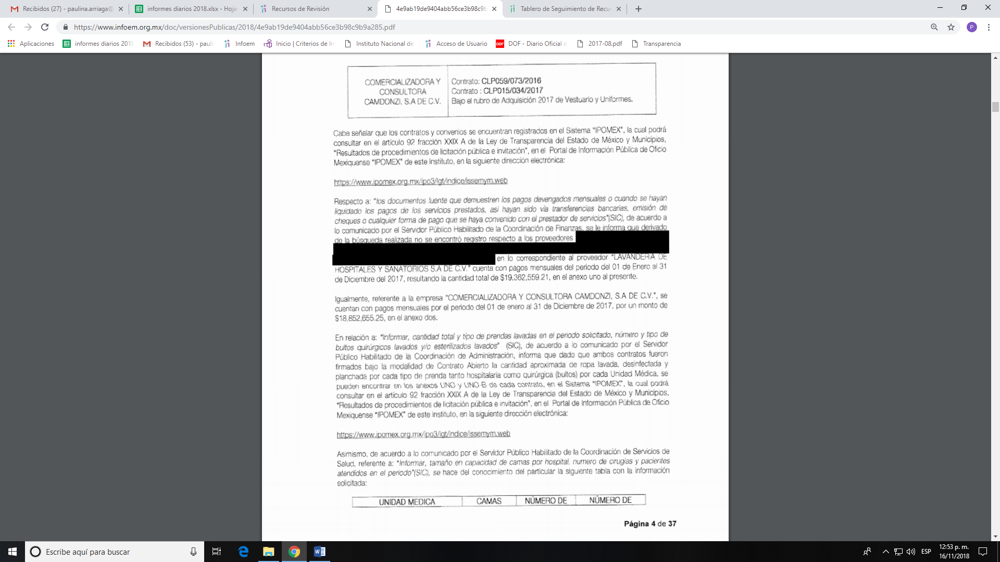 Recibidos (27) - paulina.arriaga@
informes diarios 2018.xlsx - Hoja
Recursos de Revisión
4e9ab19de9404abb56ce3b98c9b
Tablero de Seguimiento de Recu
https://www.infoem.org.mx/doc/versionesPublicas/2018/4e9ab19de9404abb56ce3b98c9b9a285.pdf
P
Aplicaciones
informes diarios 2018
Recibidos (53) - pauli
Infoem
Inicio | Criterios de In
Instituto Nacional de
Acceso de Usuario
DOF
DOF - Diario Oficial d
2017-08.pdf
Transparencia
COMERCIALIZADORA Y
CONSULTORA
CAMDONZI, S.A DE C.V.
Contrato: CLP059/073/2016
Contrato : CLP015/034/2017
Bajo el rubro de Adquisición 2017 de Vestuario y Uniformes.
Cabe señalar que los contratos y convenios se encuentran registrados en el Sistema "IPOMEX", la cual podrá
consultar en el artículo 92 fracción XXIX A de la Ley de Transparencia del Estado de México y Municipios,
"Resultados de procedimientos de licitación pública e invitación", en el Portal de Información Pública de Oficio
Mexiquense "IPOMEX" de este Instituto, en la siguiente dirección electrónica:
https://www.ipomex.org.mx/ipo3/lgt/indice/issemym.web
Respecto a: "los documentos fuente que demuestren los pagos devengados mensuales o cuando se hayan
liquidado los pagos de los servicios prestados, así hayan sido vía transferencias bancarias, emisión de
cheques o cualquier forma de pago que se haya convenido con el prestador de servicios"(SIC), de acuerdo a
lo comunicado por el Servidor Público Habilitado de la Coordinación de Finanzas, se le informa que derivado
de la búsqueda realizada no se encontró registro respecto a los proveedores
en lo correspondiente al proveedor "LAVANDERIA DE
HOSPITALES Y SANATORIOS S.A DE C.V." cuenta con pagos mensuales del periodo del 01 de Enero al 31
de Diciembre del 2017, resultando la cantidad total de $19,362,559.21, en el anexo uno al presente.
Igualmente, referente a la empresa "COMERCIALIZADORA Y CONSULTORA CAMDONZI, S.A DE C.V.", se
cuentan con pagos mensuales por el periodo del 01 de enero al 31 de Diciembre de 2017, por un monto de
$18,852,655.25, en el anexo dos.
En relación a: "Informar, cantidad total y tipo de prendas lavadas en el periodo solicitado, número y tipo de
bultos quirúrgicos lavados y/o esterilizados lavados" (SIC), de acuerdo a lo comunicado por el Servidor
Público Habilitado de la Coordinación de Administración, informa que dado que ambos contratos fueron
firmados bajo la modalidad de Contrato Abierto la cantidad aproximada de ropa lavada, desinfectada y
planchada por cada tipo de prenda tanto hospitalaria como quirúrgica (bultos) por cada Unidad Médica, se
pueden encontrar en los anexos UNO y UNO-B de cada contrato, en el Sistema "IPOMEX", la cual podrá
consultar en el artículo 92 fracción XXIX A de la Ley de Transparencia del Estado de México y Municipios,
"Resultados de procedimientos de licitación pública e invitación", en el Portal de Información Pública de Oficio
Mexiquense "IPOMEX" de este Instituto, en la siguiente dirección electrónica:
https://www.ipomex.org.mx/ipo3/lgt/indice/issemym.web
Asimismo, de acuerdo a lo comunicado por el Servidor Público Habilitado de la Coordinación de Servicios de
Salud, referente a: "Informar, tamaño en capacidad de camas por hospital, numero de cirugías y pacientes
atendidos en el periodo"(SIC), se hace del conocimiento del particular la siguiente tabla con la información
solicitada:
UNIDAD MEDICA CAMAS NÚMERO DE NÚMERO DE
Página 4 de 37
Escribe aquí para buscar
ESP
12:53 p. m.
16/11/2018